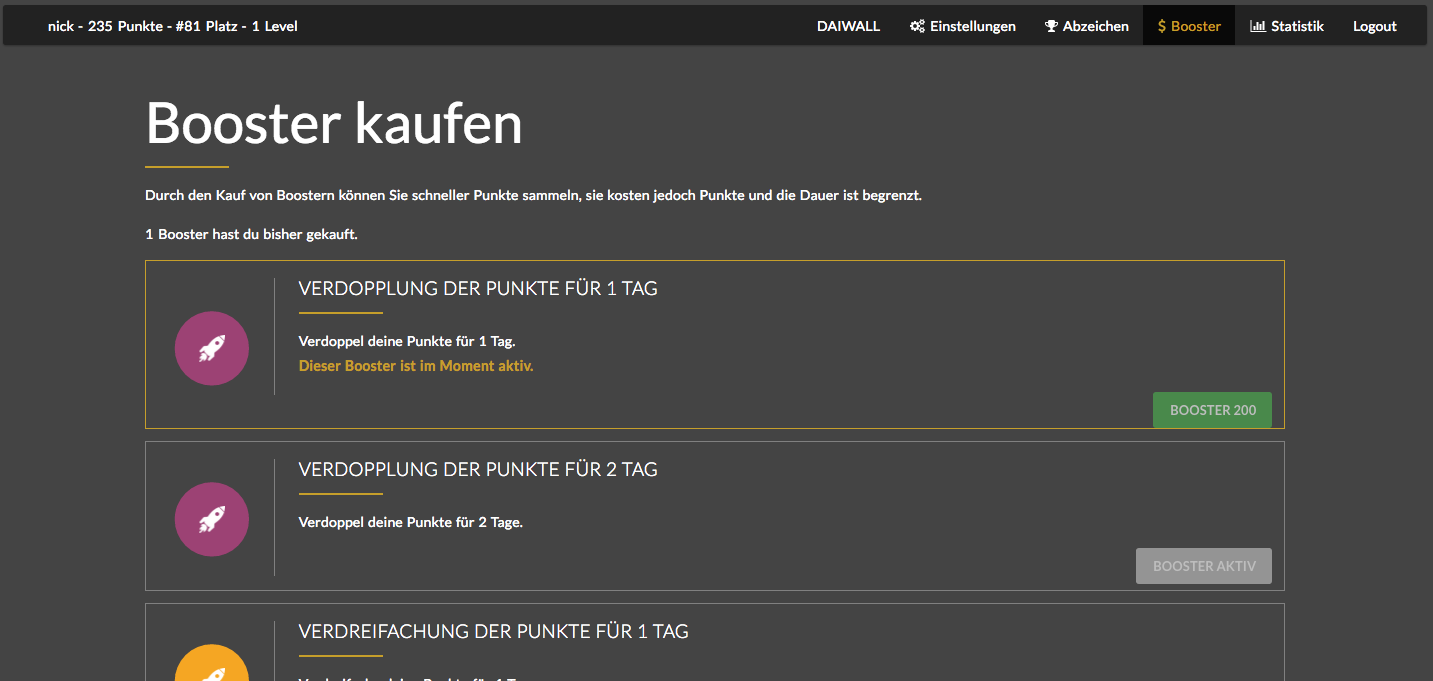 nick - 235 Punkte - #81 Platz - 1 Level
DAIWALL Einstellungen Abzeichen $ Booster Statistik Logout
Booster kaufen
Durch den Kauf von Boostern können Sie schneller Punkte sammeln, sie kosten jedoch Punkte und die Dauer ist begrenzt.
1 Booster hast du bisher gekauft.
VERDOPPLUNG DER PUNKTE FÜR 1 TAG
Verdoppel deine Punkte für 1 Tag.
Dieser Booster ist im Moment aktiv.
BOOSTER 200
VERDOPPLUNG DER PUNKTE FÜR 2 TAG
Verdoppel deine Punkte für 2 Tage.
BOOSTER AKTIV
VERDREIFACHUNG DER PUNKTE FÜR 1 TAG